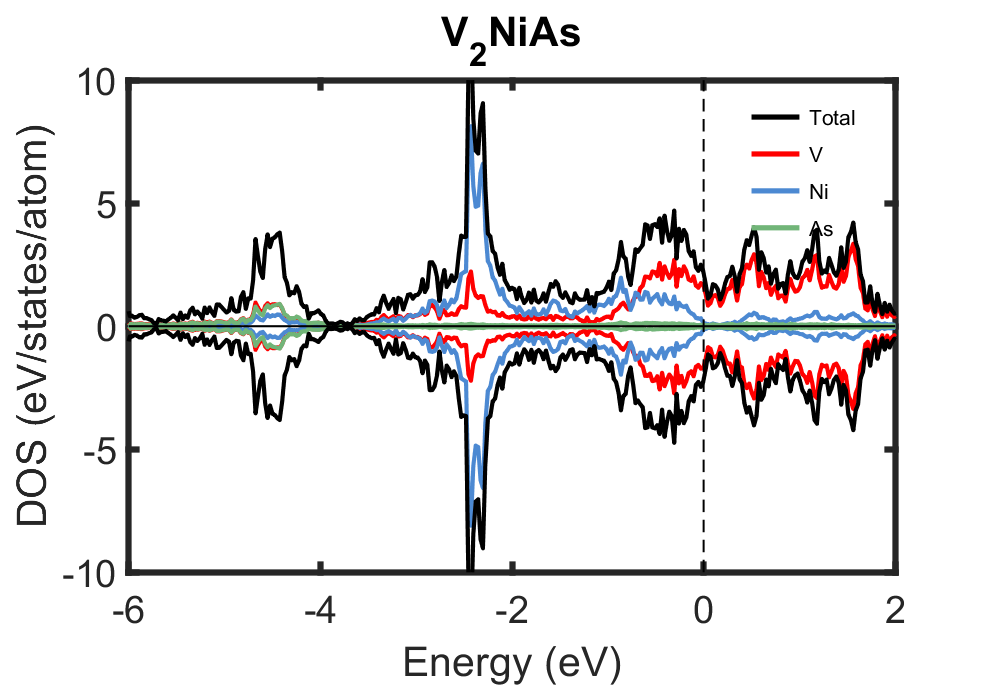 V2NiAs
10
5
0
-5
-10
DOS (eV/states/atom)
Total
V
Ni
As
-6
-4
-2
0
2
Energy (eV)